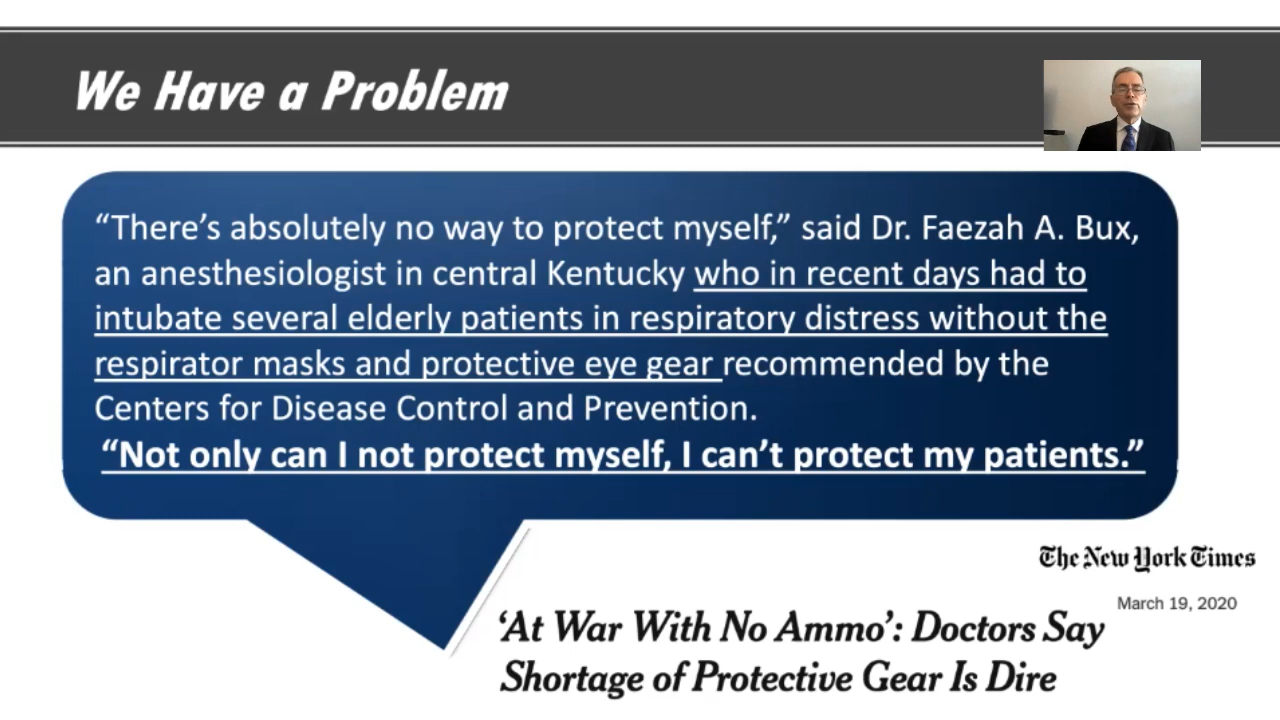 We Have a Problem
“There’s absolutely no way to protect myself,” said Dr. Faezah A. Bux,
an anesthesiologist in central Kentucky who in recent days had to
intubate several elderly patients in respiratory distress without the
respirator masks and protective eye gear recommended by the
Centers for Disease Control and Prevention.
“Not only can I not protect myself, I can’t protect my patients.”
The New York Times
March 19, 2020
‘At War With No Ammo’: Doctors Say
Shortage of Protective Gear Is Dire